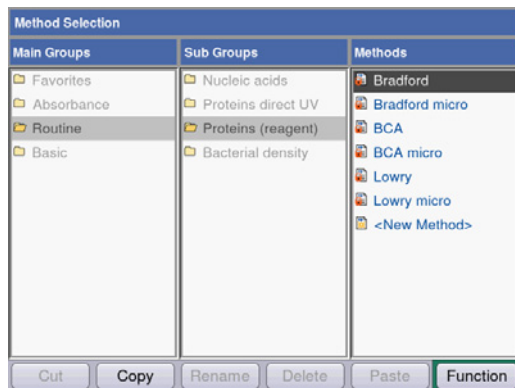 Method Selection
Main Groups
Sub Groups
Methods
Favorites
Absorbance
Routine
Basic
Nucleic acids
Proteins direct UV
Proteins (reagent)
Bacterial density
Bradford
Bradford micro
BCA
BCA micro
Lowry
Lowry micro
<New Method>
Cut
Copy
Rename
Delete
Paste
Function